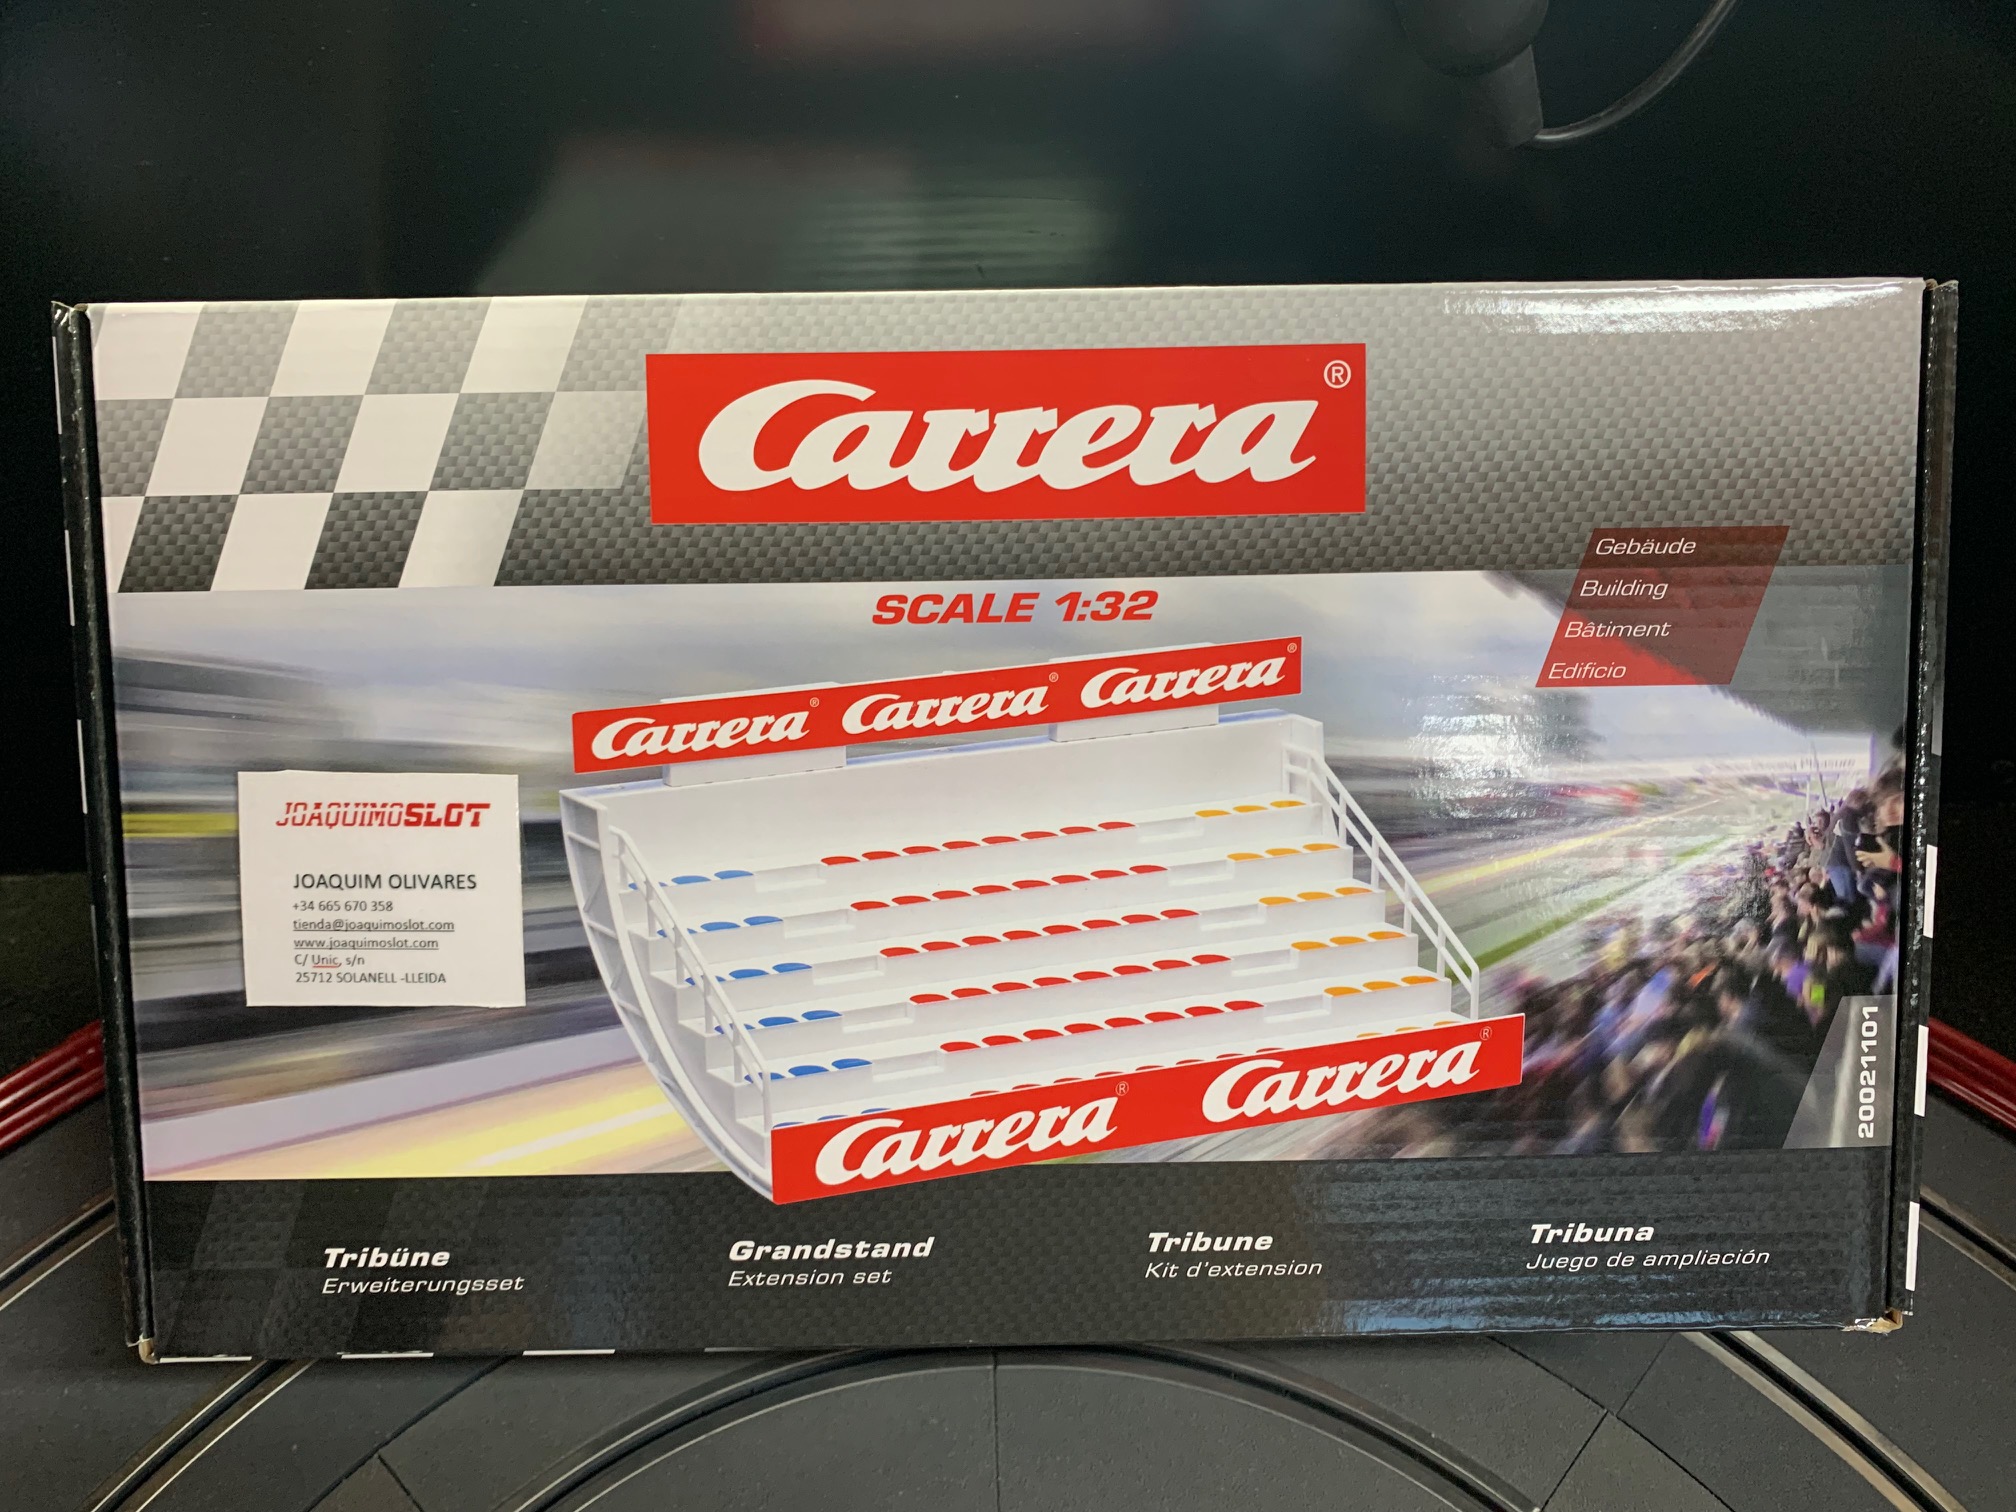 Carrera®
Gebäude
Building
Bâtiment
Edificio
SCALE 1:32
Carrera® Carrera® Carrera®
JOAQUIMOSLOT
JOAQUIM OLIVARES
+34 665 670 358
tienda@joaquimoslot.com
www.joaquimoslot.com
C/ Unic, s/n
25712 SOLANELL -LLEIDA
Carrera® Carrera®
20021101
Tribüne
Erweiterungsset
Grandstand
Extension set
Tribune
Kit d'extension
Tribuna
Juego de ampliación